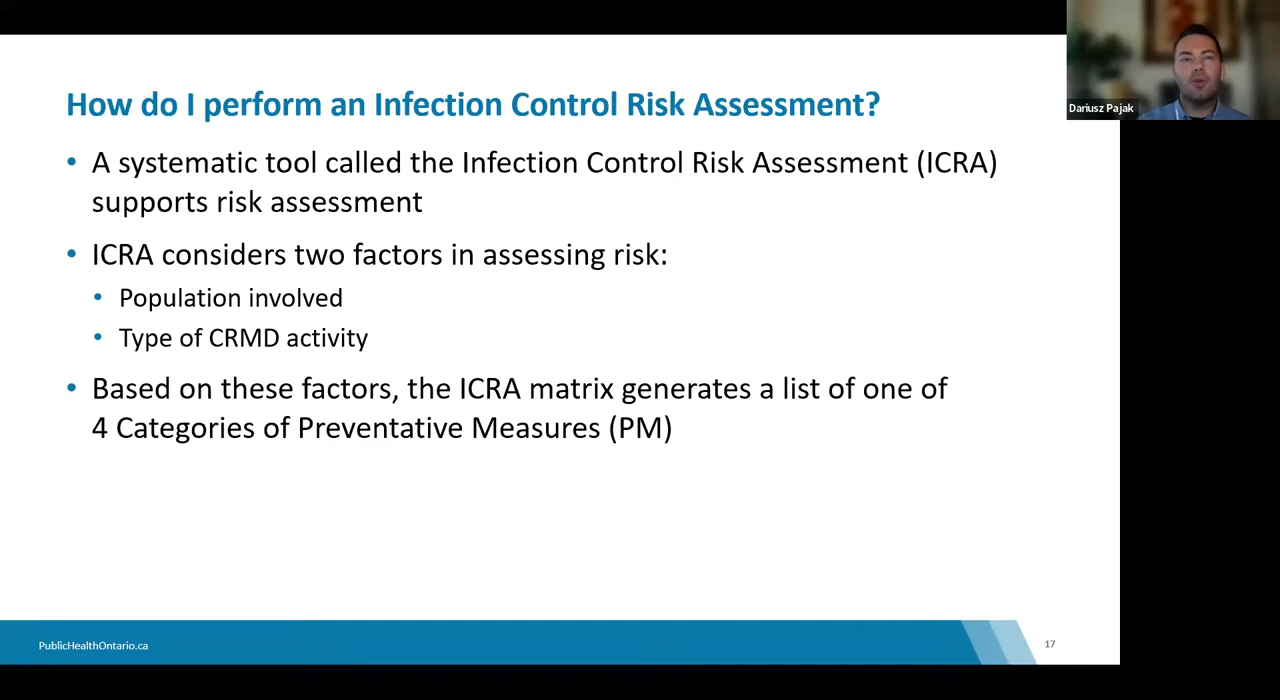 How do I perform an Infection Control Risk Assessment?
• A systematic tool called the Infection Control Risk Assessment (ICRA)
supports risk assessment
• ICRA considers two factors in assessing risk:
• Population involved
• Type of CRMD activity
• Based on these factors, the ICRA matrix generates a list of one of
4 Categories of Preventative Measures (PM)
PublicHealthOntario.ca
17
Dariusz Pajak